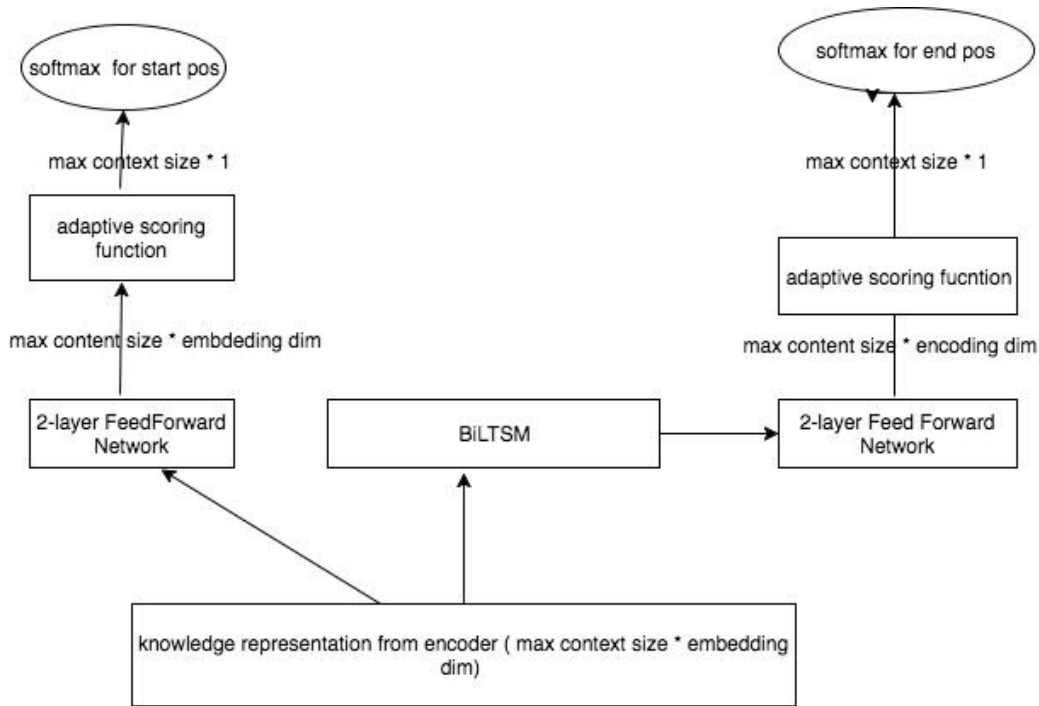 softmax for start pos
softmax for end pos
max context size * 1
max context size * 1
adaptive scoring
function
adaptive scoring fucntion
max content size * embdeding dim
max content size * encoding dim
2-layer FeedForward
Network
BiLTSM
2-layer Feed Forward
Network
knowledge representation from encoder ( max context size * embedding
dim)